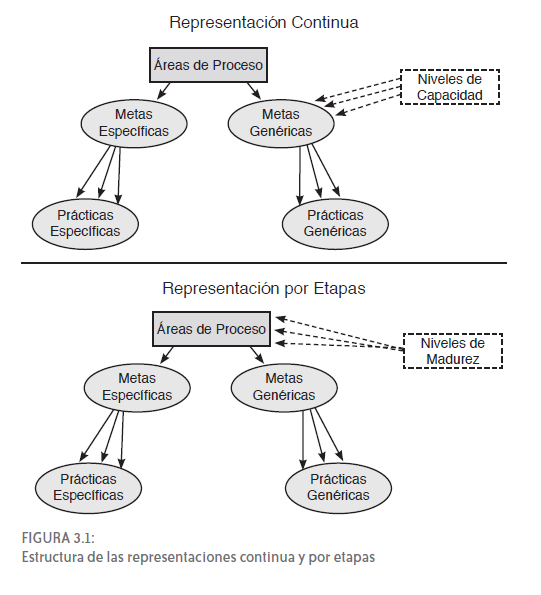 Representación Continua
Áreas de Proceso
Niveles de
Capacidad
Metas
Específicas
Metas
Genéricas
Prácticas
Específicas
Prácticas
Genéricas
Representación por Etapas
Áreas de Proceso
Niveles de
Madurez
Metas
Específicas
Metas
Genéricas
Prácticas
Específicas
Prácticas
Genéricas
FIGURA 3.1:
Estructura de las representaciones continua y por etapas